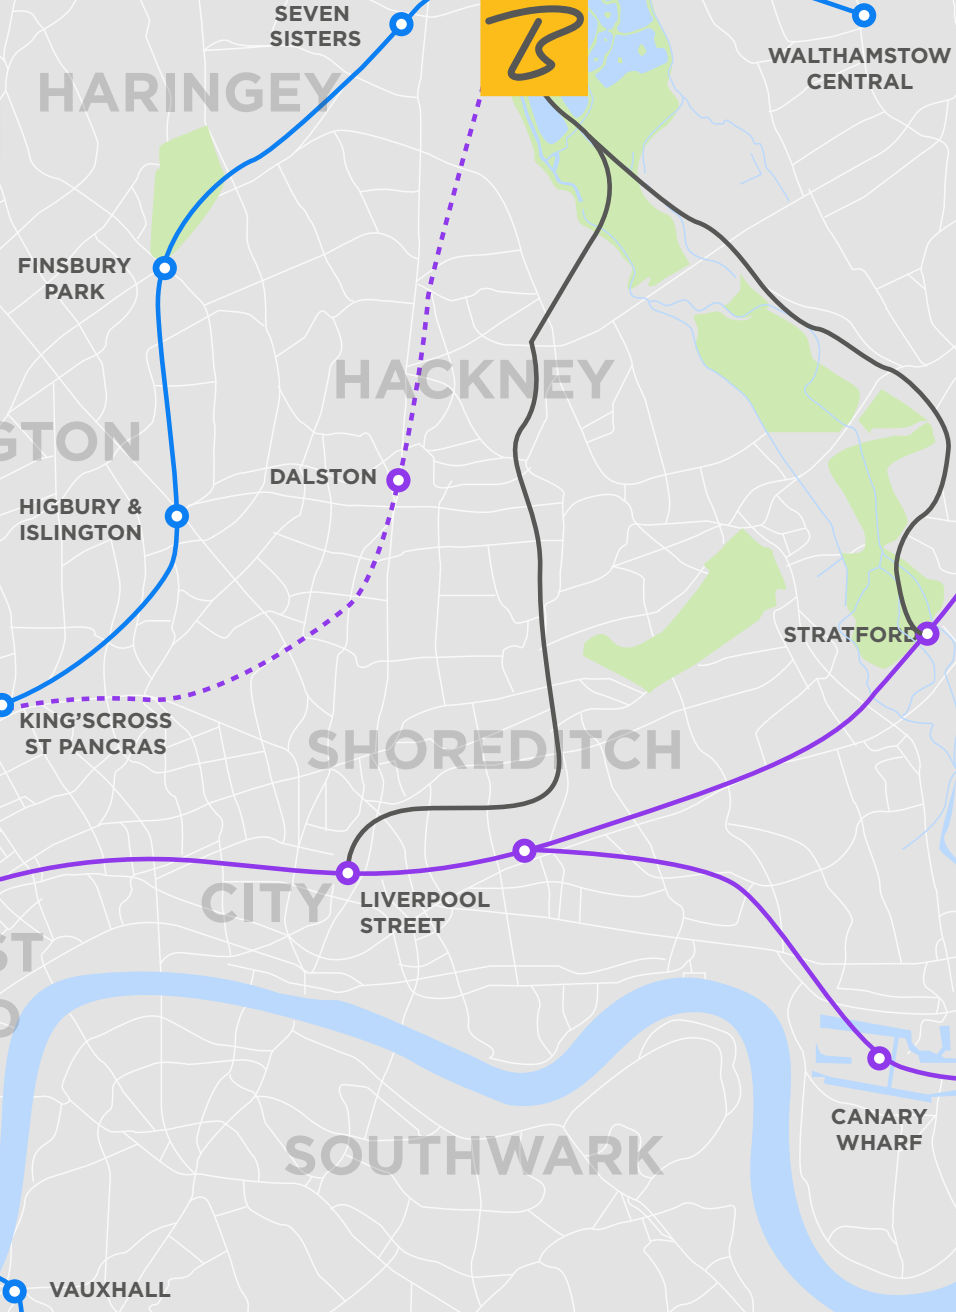 SEVEN
SISTERS
B
WALTHAMSTOW
CENTRAL
HARINGEY
FINSBURY
PARK
HACKNEY
GTON
DALSTON
HIGBURY &
ISLINGTON
STRATFORD
KING'SCROSS
ST PANCRAS
SHOREDITCH
CITY
LIVERPOOL
STREET
ST
D
CANARY
WHARF
SOUTHWARK
VAUXHALL